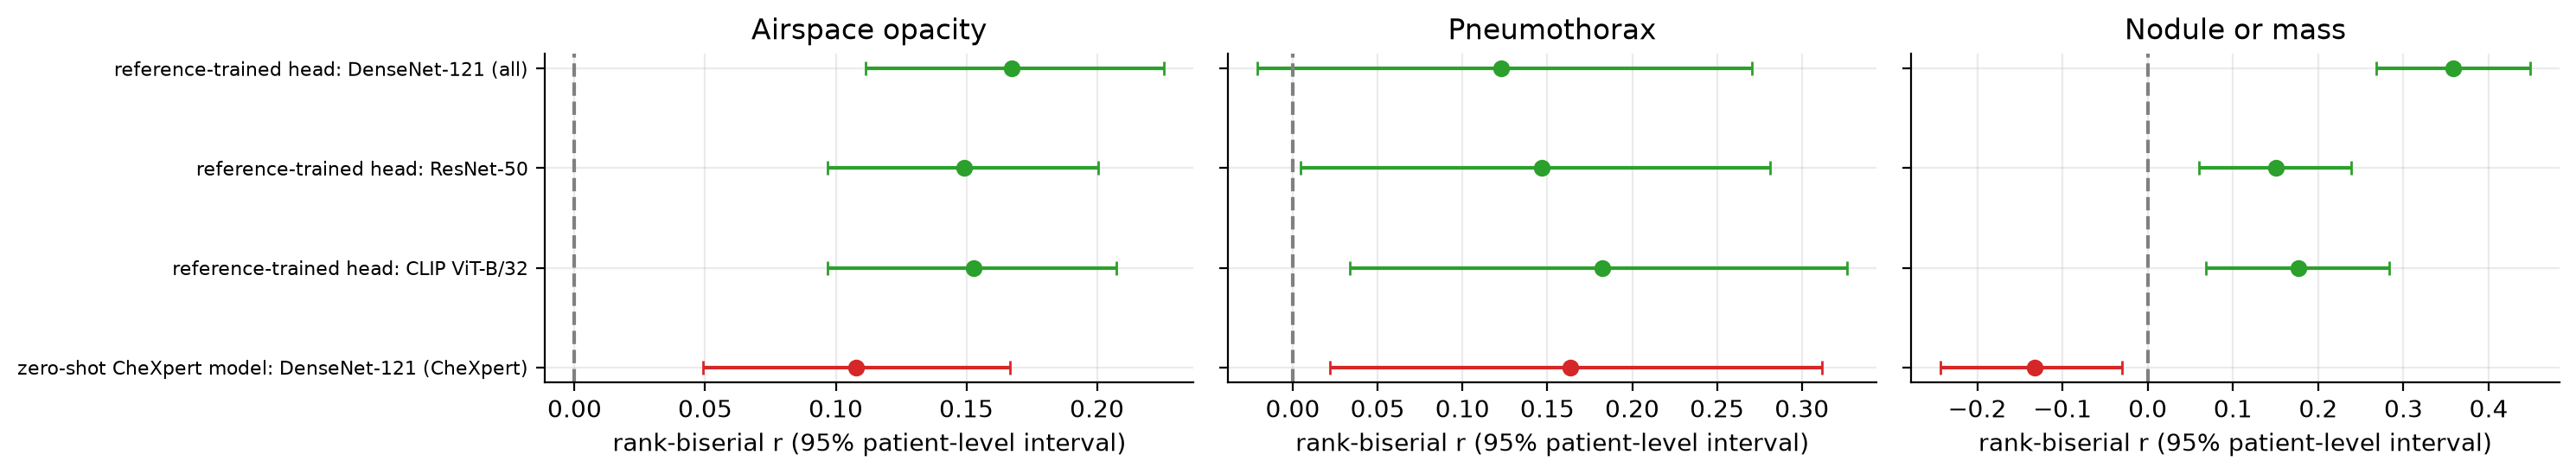 Airspace opacity
Pneumothorax
Nodule or mass
reference-trained head: DenseNet-121 (all)
reference-trained head: ResNet-50
reference-trained head: CLIP ViT-B/32
zero-shot CheXpert model: DenseNet-121 (CheXpert)
0.00 0.05 0.10 0.15 0.20
rank-biserial r (95% patient-level interval)
0.00 0.05 0.10 0.15 0.20 0.25 0.30
rank-biserial r (95% patient-level interval)
−0.2 −0.1 0.0 0.1 0.2 0.3 0.4
rank-biserial r (95% patient-level interval)